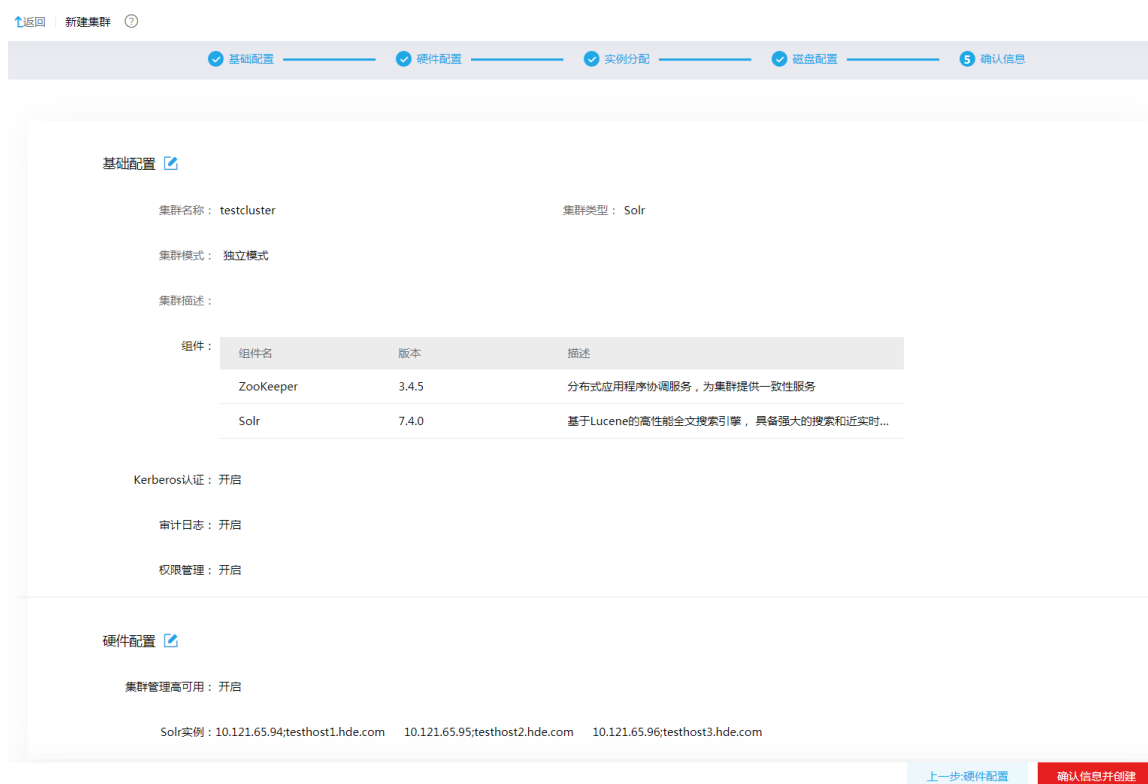 返回 新建集群 ?
基础配置 硬件配置 实例分配 磁盘配置 5 确认信息
基础配置
集群名称： testcluster 集群类型： Solr
集群模式： 独立模式
集群描述：
组件： 组件名 版本 描述
ZooKeeper 3.4.5 分布式应用程序协调服务，为集群提供一致性服务
Solr 7.4.0 基于Lucene的高性能全文搜索引擎， 具备强大的搜索和近实时...
Kerberos认证： 开启
审计日志： 开启
权限管理： 开启
硬件配置
集群管理高可用： 开启
Solr实例：10.121.65.94;testhost1.hde.com 10.121.65.95;testhost2.hde.com 10.121.65.96;testhost3.hde.com
上一步:硬件配置 确认信息并创建